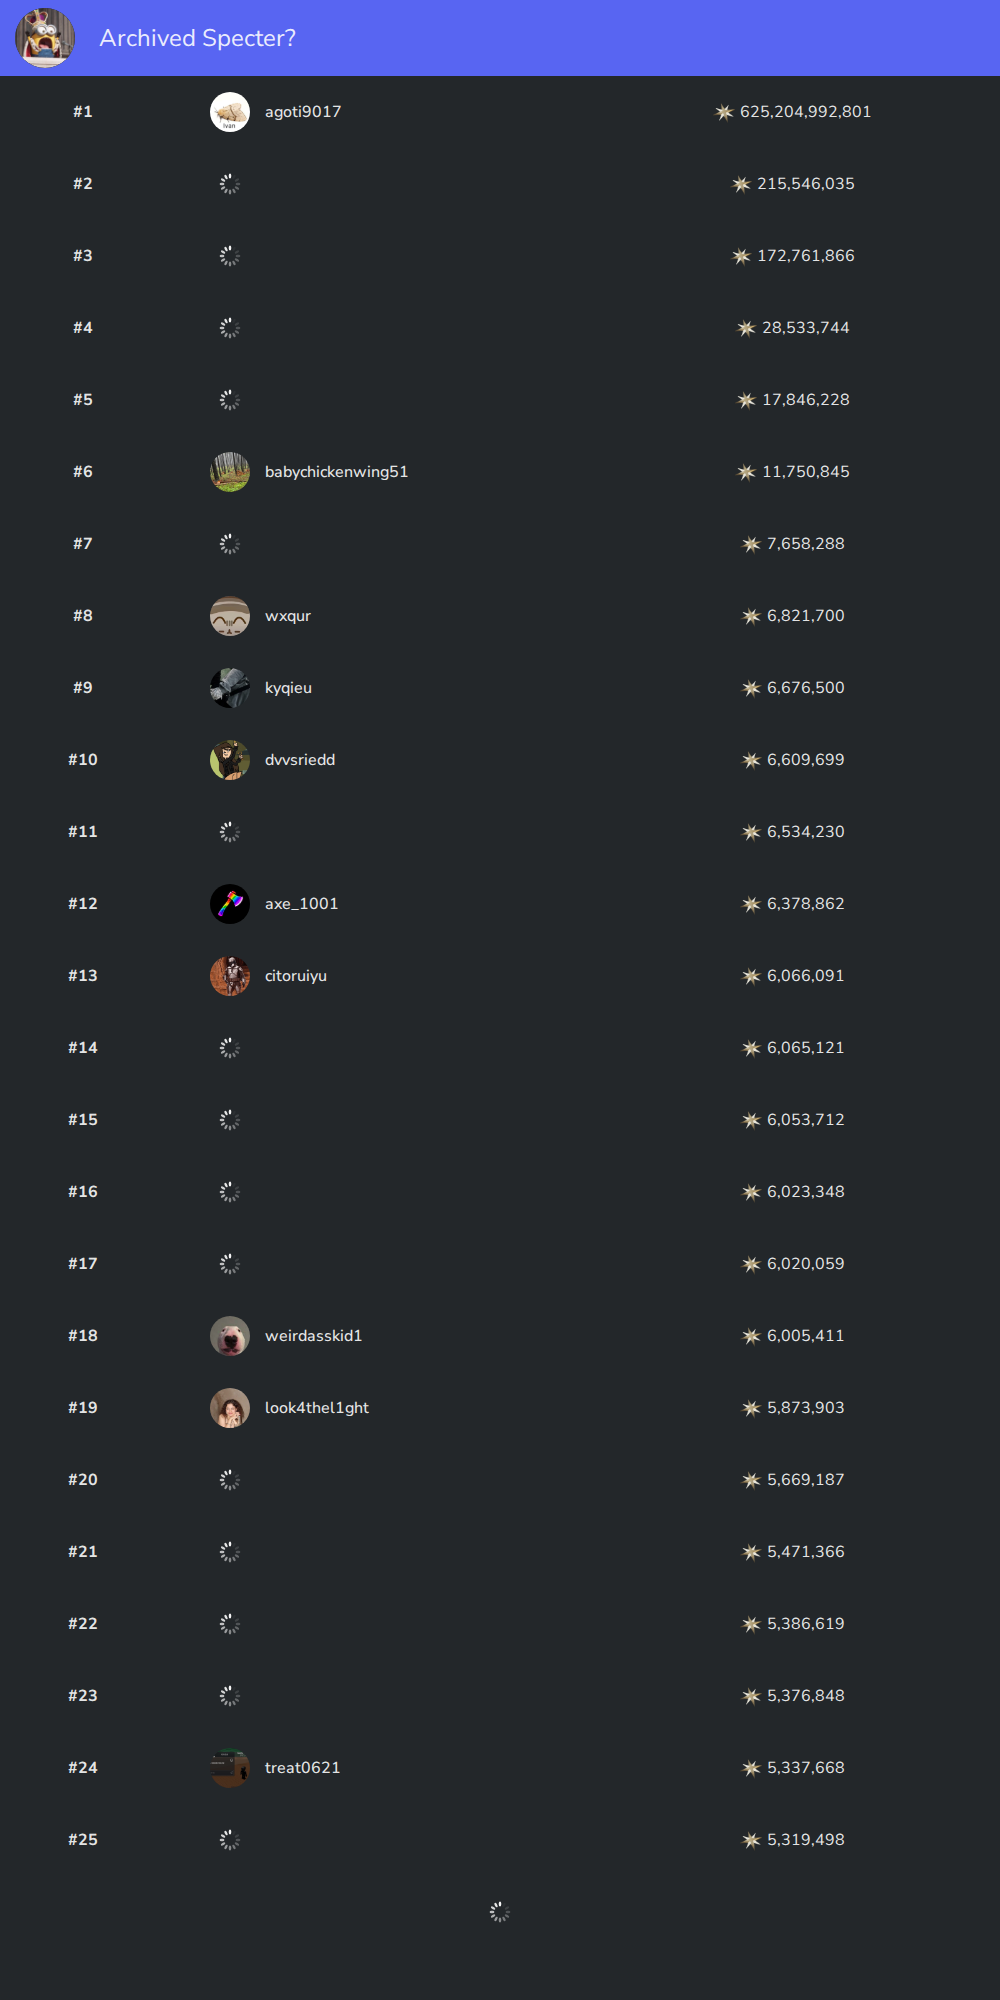 Archived Specter?
#1 agoti9017 625,204,992,801
#2 215,546,035
#3 172,761,866
#4 28,533,744
#5 17,846,228
#6 babychickenwing51 11,750,845
#7 7,658,288
#8 wxqur 6,821,700
#9 kyqieu 6,676,500
#10 dvvsriedd 6,609,699
#11 6,534,230
#12 axe_1001 6,378,862
#13 citoruiyu 6,066,091
#14 6,065,121
#15 6,053,712
#16 6,023,348
#17 6,020,059
#18 weirdasskid1 6,005,411
#19 look4thel1ght 5,873,903
#20 5,669,187
#21 5,471,366
#22 5,386,619
#23 5,376,848
#24 treat0621 5,337,668
#25 5,319,498